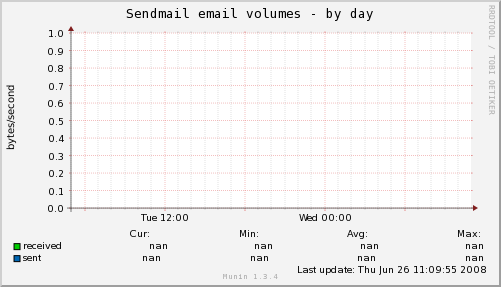 Sendmail email volumes - by day
RRDTOOL / TOBI OETIKER
bytes/second
1.0
0.9
0.8
0.7
0.6
0.5
0.4
0.3
0.2
0.1
0.0
Tue 12:00 Wed 00:00
Cur: Min: Avg: Max:
received nan nan nan nan
sent nan nan nan nan
Last update: Thu Jun 26 11:09:55 2008
Munin 1.3.4